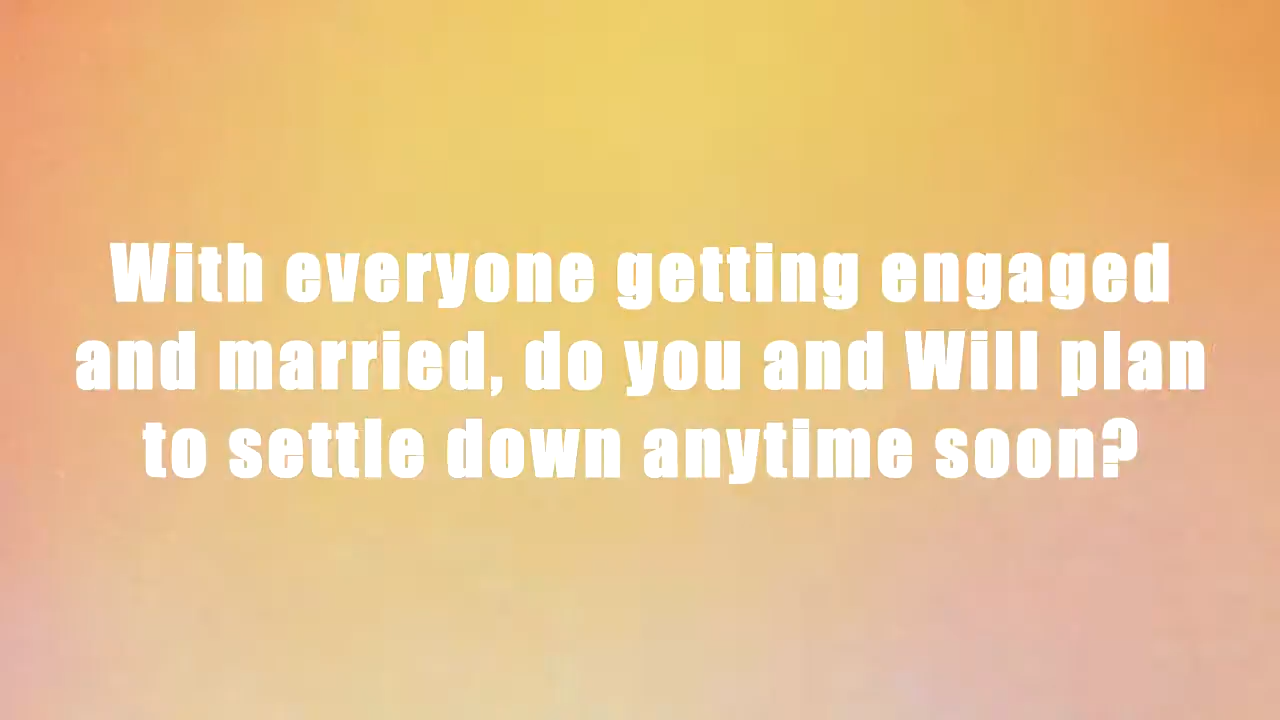 With everyone getting engaged
and married, do you and Will plan
to settle down anytime soon?